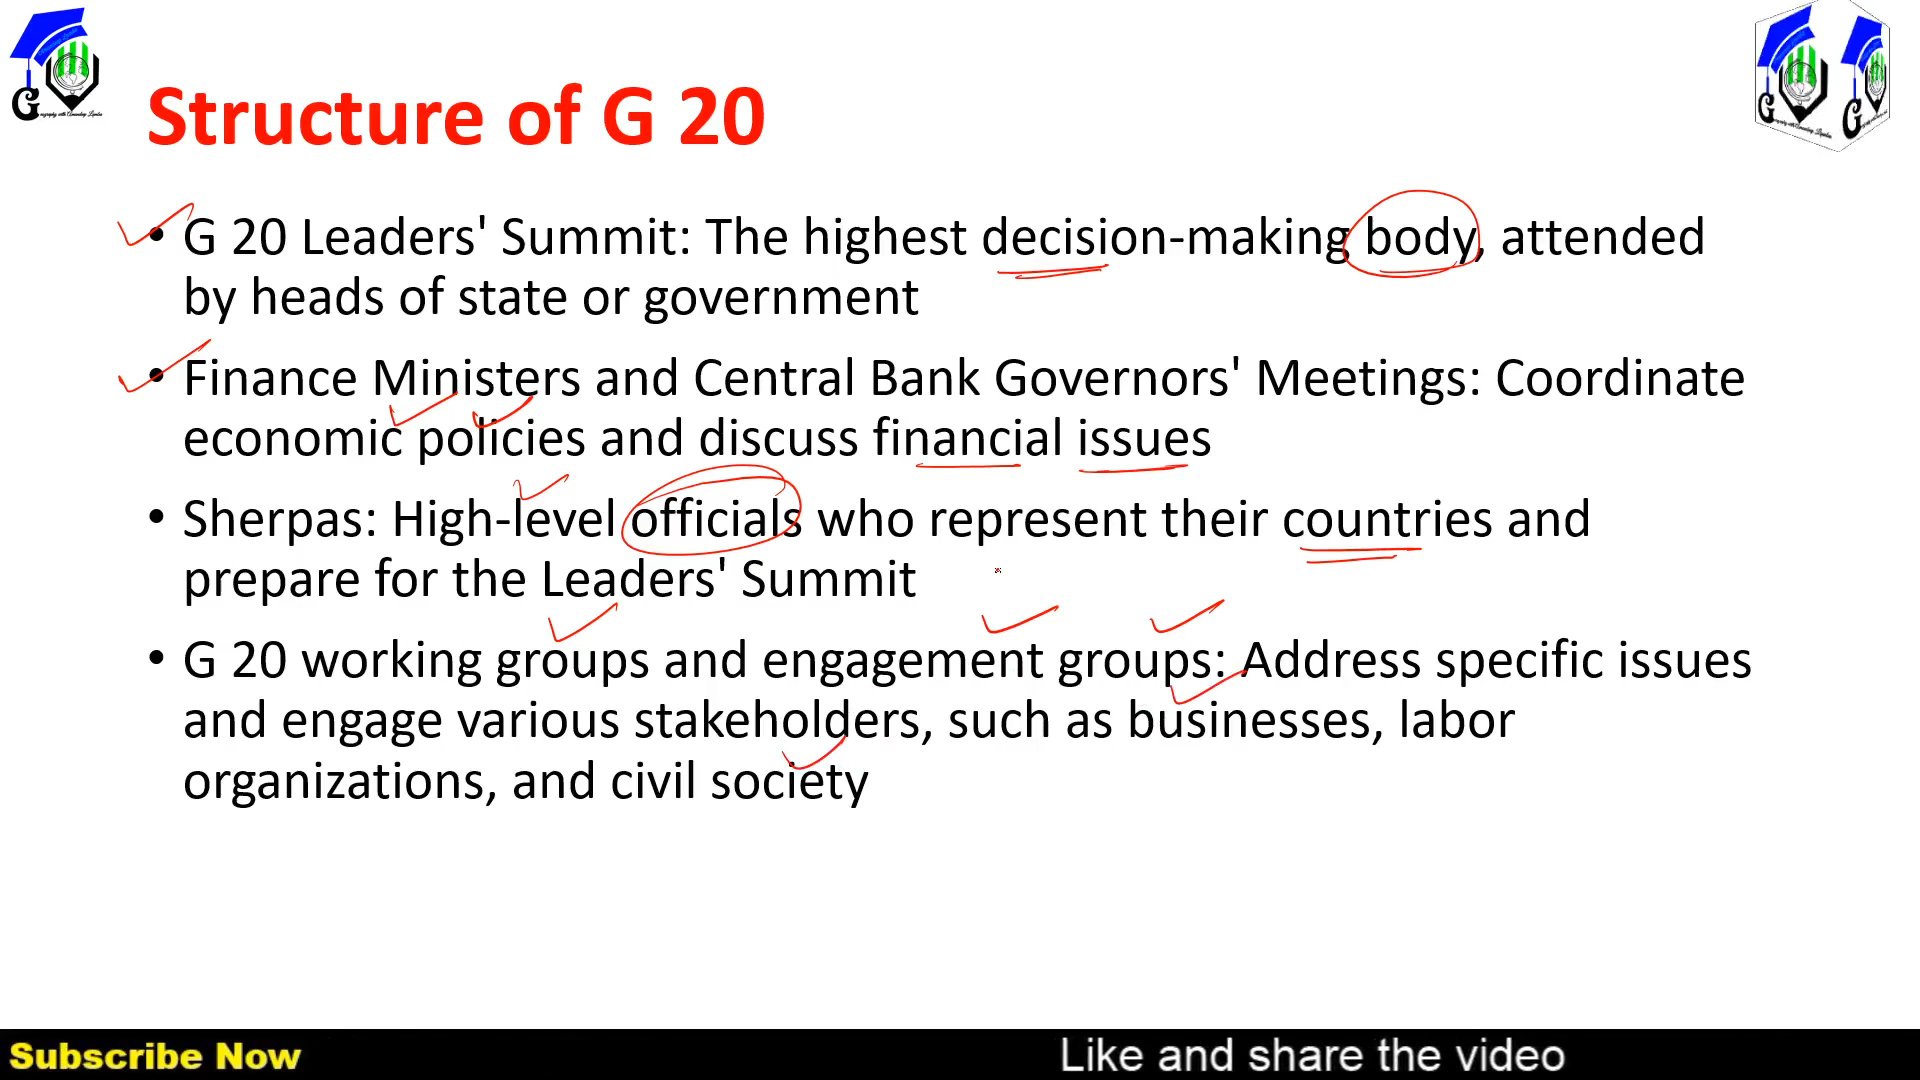 Structure of G 20
• G 20 Leaders' Summit: The highest decision-making body, attended
by heads of state or government
• Finance Ministers and Central Bank Governors' Meetings: Coordinate
economic policies and discuss financial issues
• Sherpas: High-level officials who represent their countries and
prepare for the Leaders' Summit
• G 20 working groups and engagement groups: Address specific issues
and engage various stakeholders, such as businesses, labor
organizations, and civil society
Subscribe Now
Like and share the video